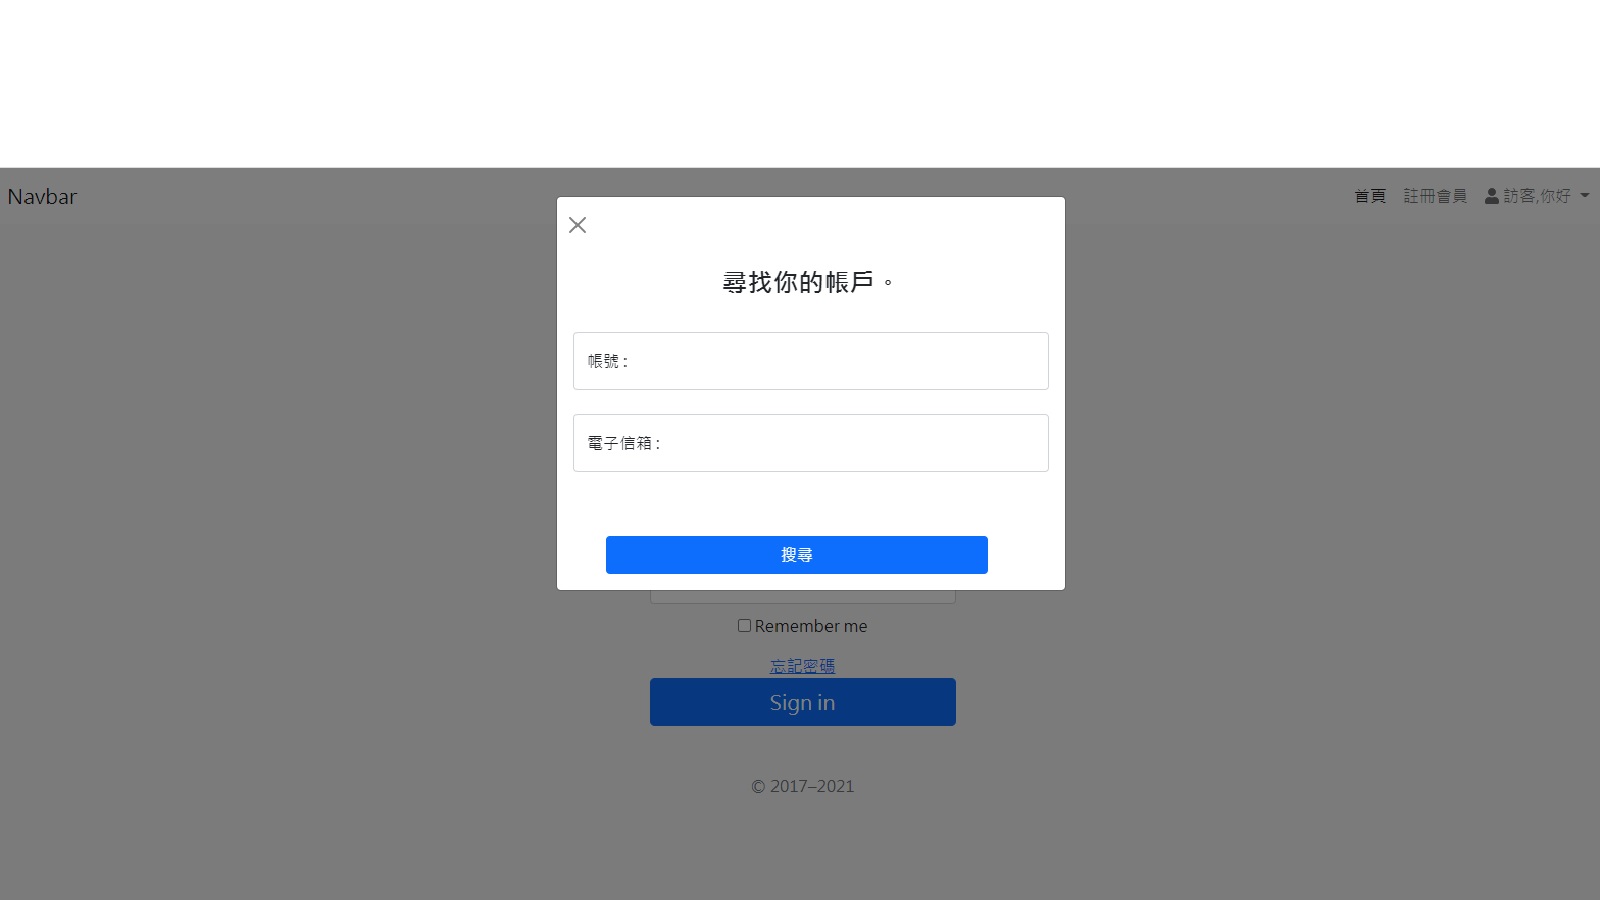 Navbar
首頁 註冊會員 訪客,你好
尋找你的帳戶。
帳號 :
電子信箱 :
搜尋
Remember me
忘記密碼
Sign in
© 2017–2021